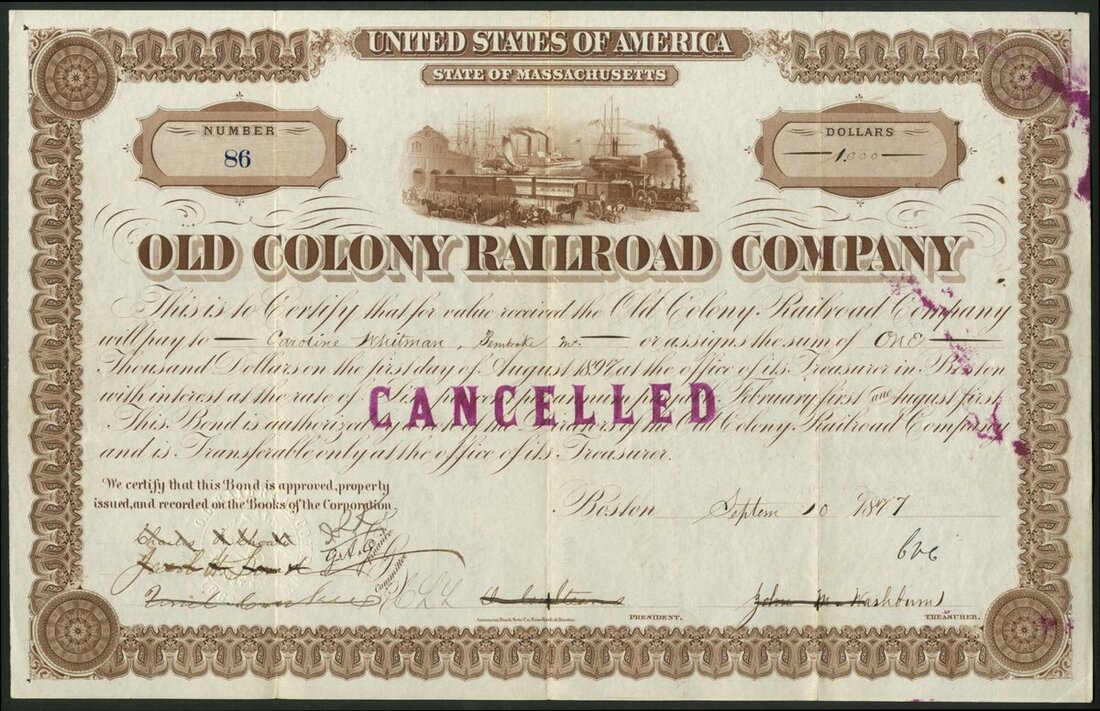 UNITED STATES OF AMERICA
STATE OF MASSACHUSETTS
NUMBER
86
DOLLARS
1.000
OLD COLONY RAILROAD COMPANY
This is to Certify that for value received the Old Colony Railroad Company
will pay to Caroline Whitman, or assigns the sum of ONE
Thousand Dollars on the first day of August 1897 at the office of its Treasurer in Boston
with interest at the rate of February first and August first
CANCELLED
This Bond is authorized by Old Colony Railroad Company
and is Transferable only at the office of its Treasurer.
We certify that this Bond is approved, properly
issued, and recorded on the Books of the Corporation
Boston Septem 10 1877
Finance Committee
PRESIDENT,
John M. Washburn
TREASURER.